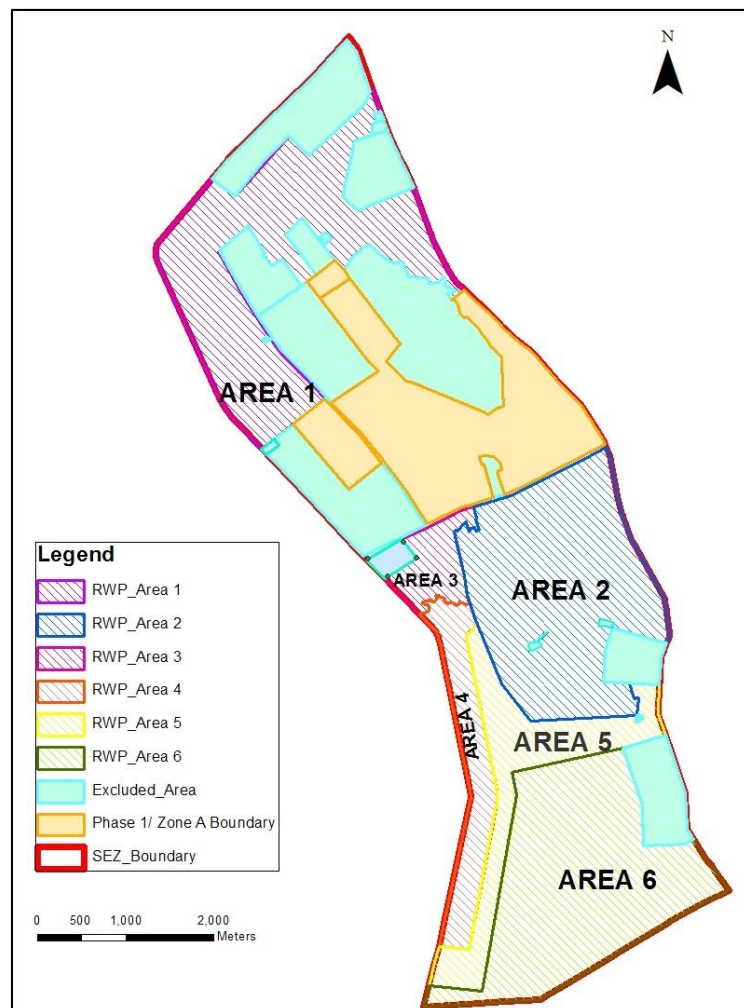 N
AREA 1
AREA 3
AREA 2
AREA 4
AREA 5
AREA 6
Legend
RWP_Area 1
RWP_Area 2
RWP_Area 3
RWP_Area 4
RWP_Area 5
RWP_Area 6
Excluded_Area
Phase 1/ Zone A Boundary
SEZ_Boundary
0 500 1,000 2,000
Meters